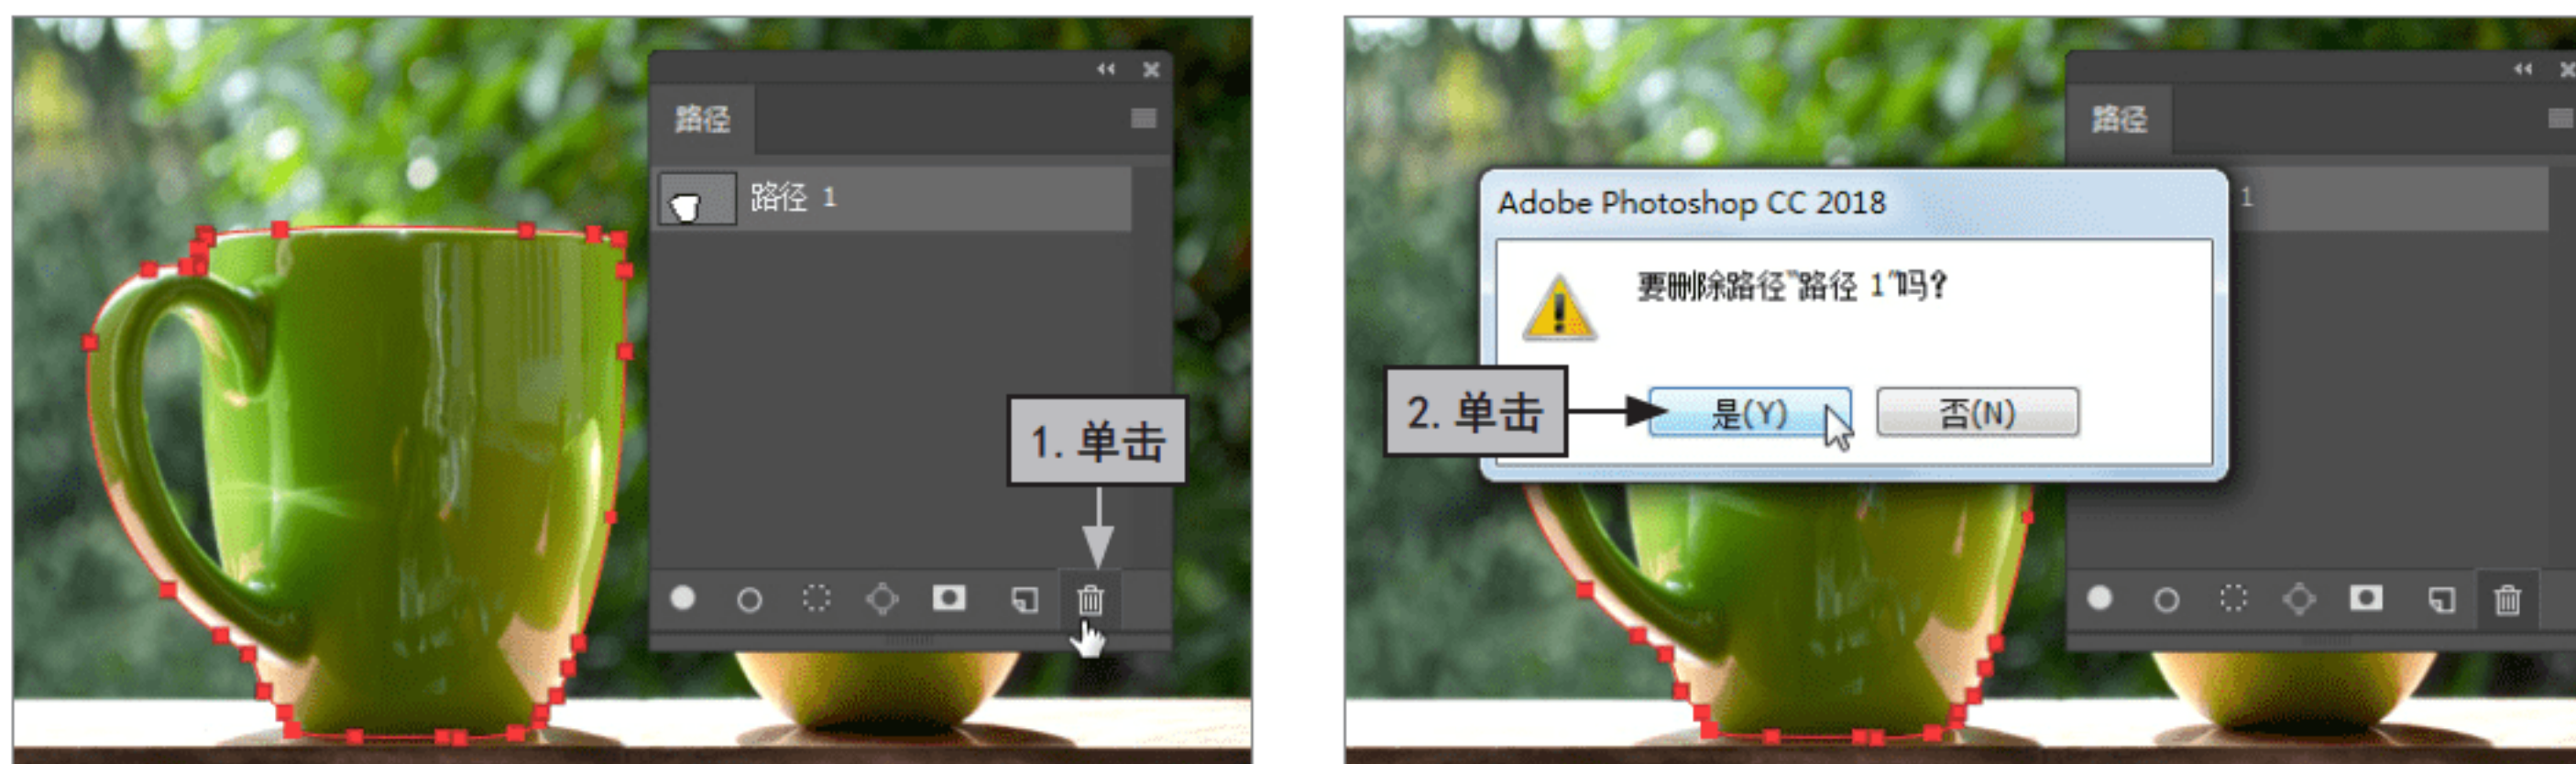 路径
路径 1
1. 单击
路径
1
Adobe Photoshop CC 2018
要删除路径"路径 1"吗?
2. 单击
是(Y)
否(N)